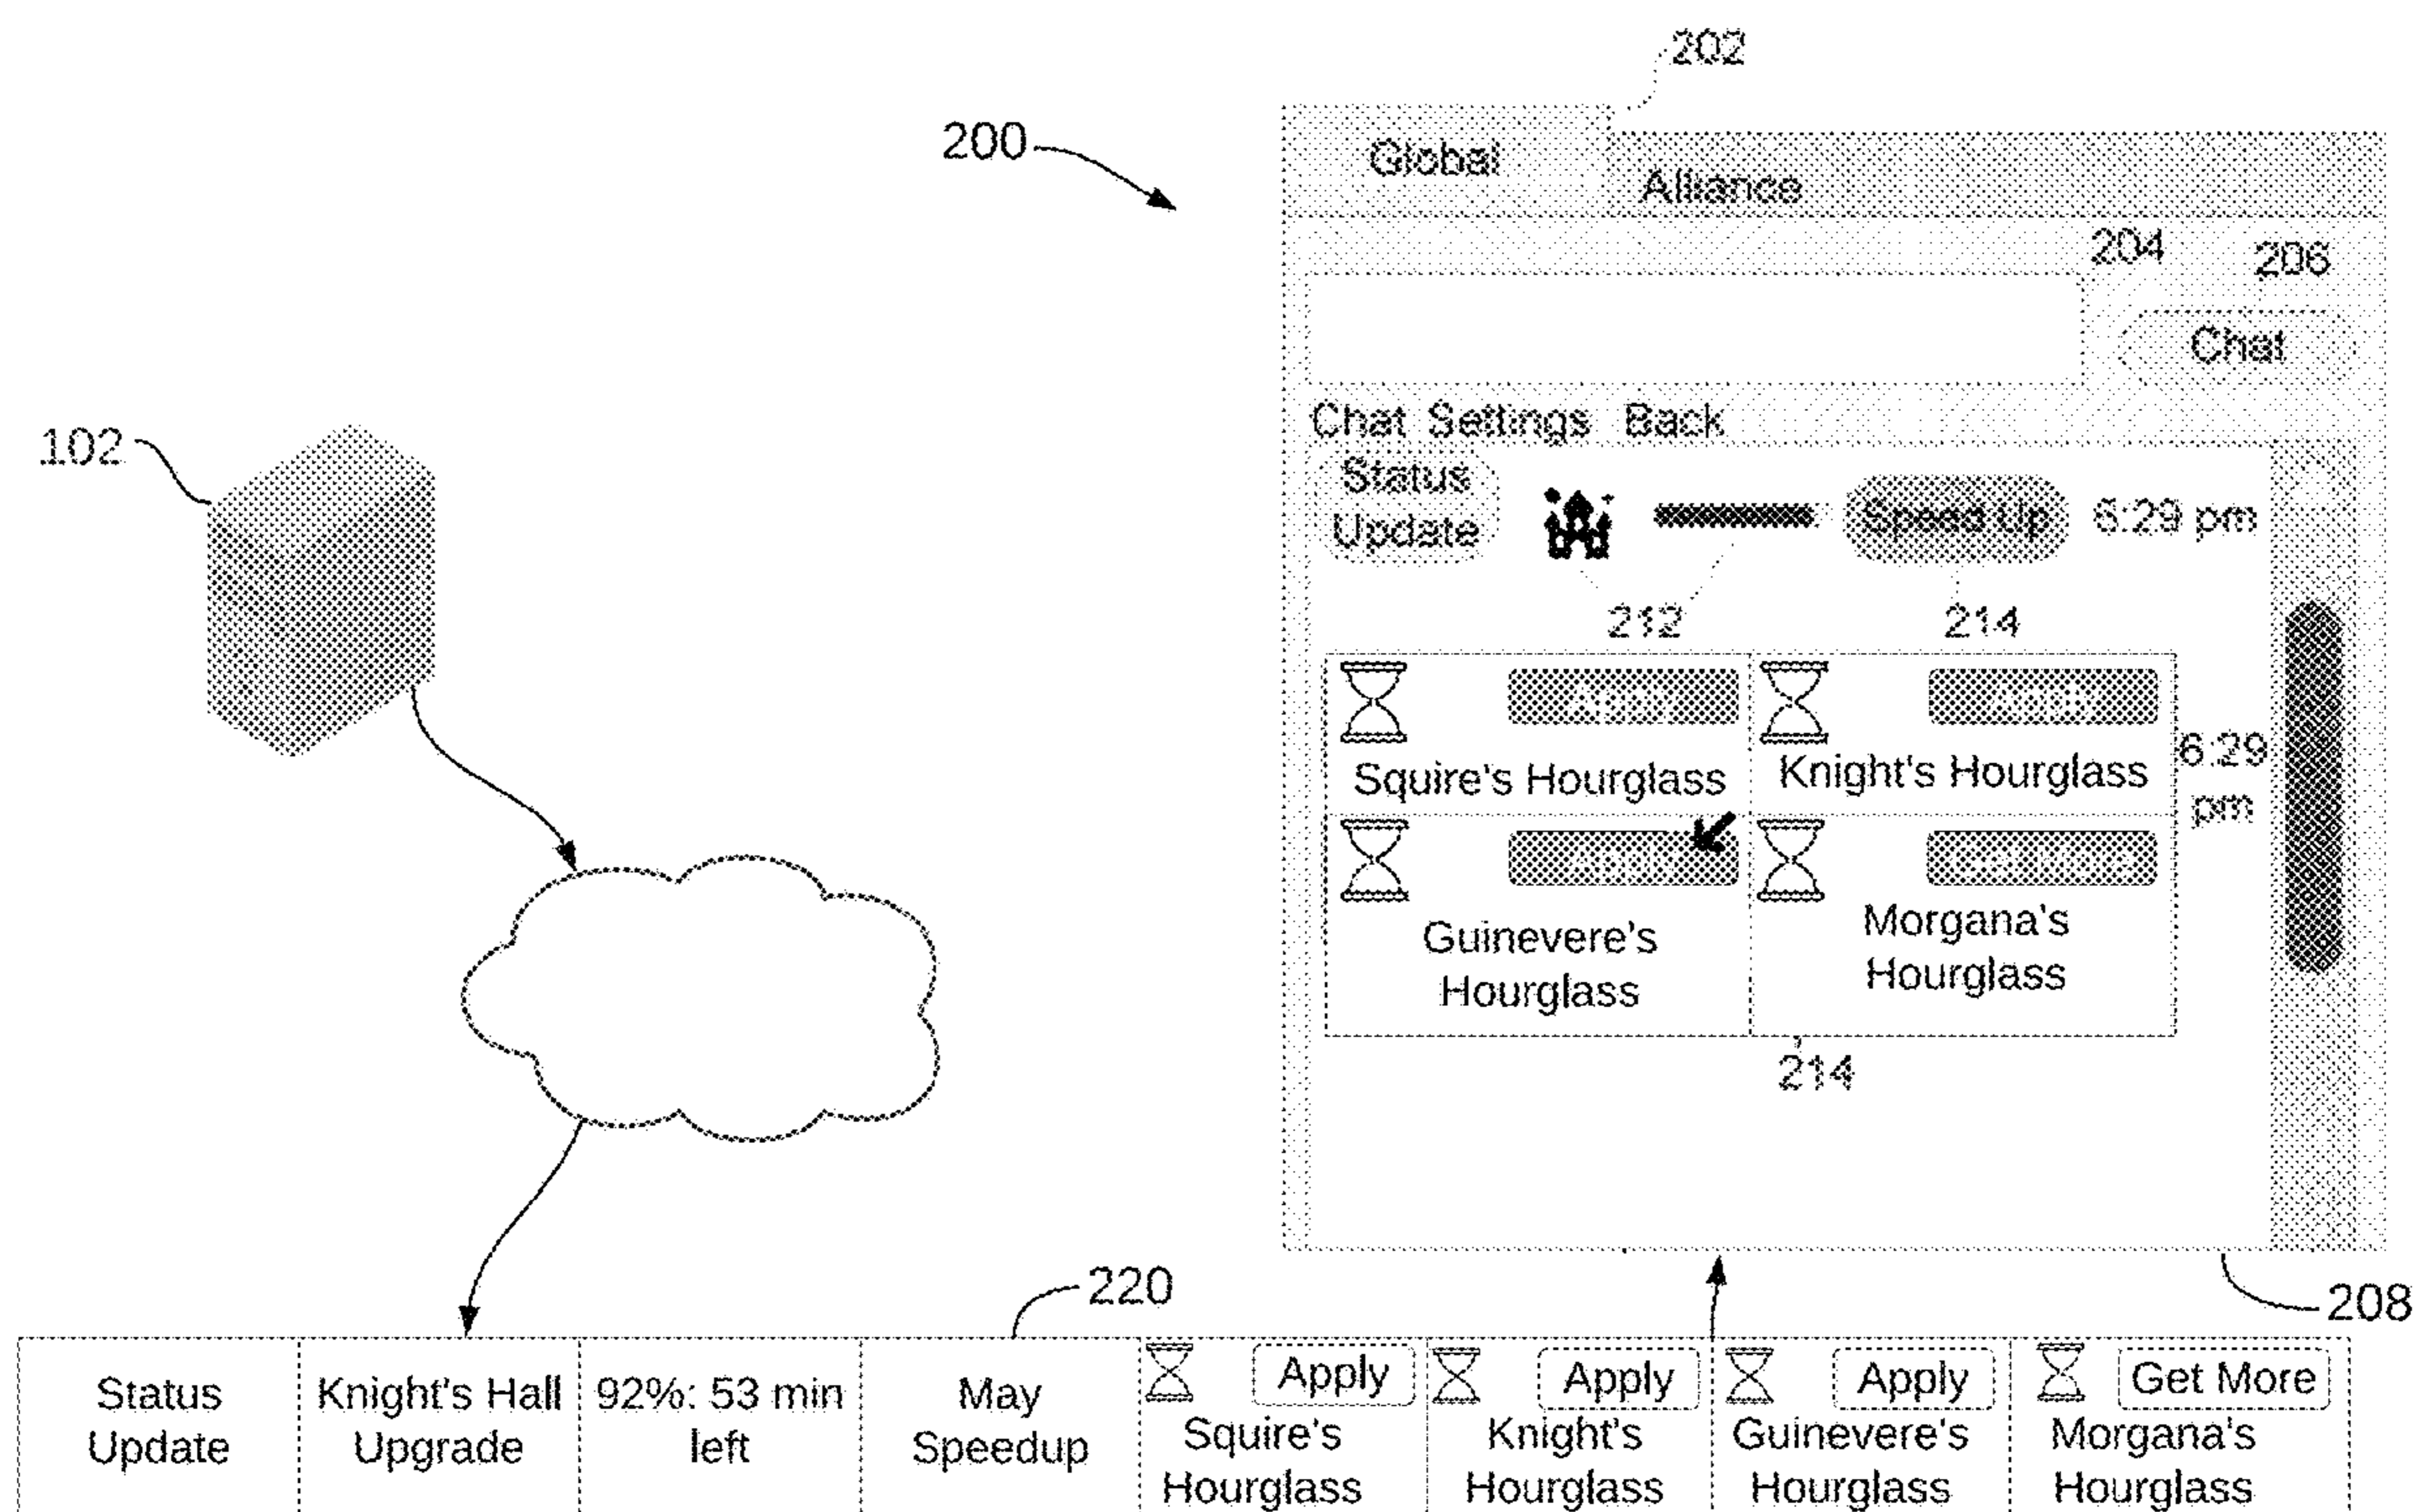 202
200
Global
Alliance
204
206
Chat
Chat Settings Back
102
Status
Update
Speed Up
6:29 pm
212
214
Squire's Hourglass
Knight's Hourglass
6:29
pm
Guinevere's
Hourglass
Morgana's
Hourglass
214
220
208
Status
Update
Knight's Hall
Upgrade
92%: 53 min
left
May
Speedup
Apply
Squire's
Hourglass
Apply
Knight's
Hourglass
Apply
Guinevere's
Hourglass
Get More
Morgana's
Hourglass